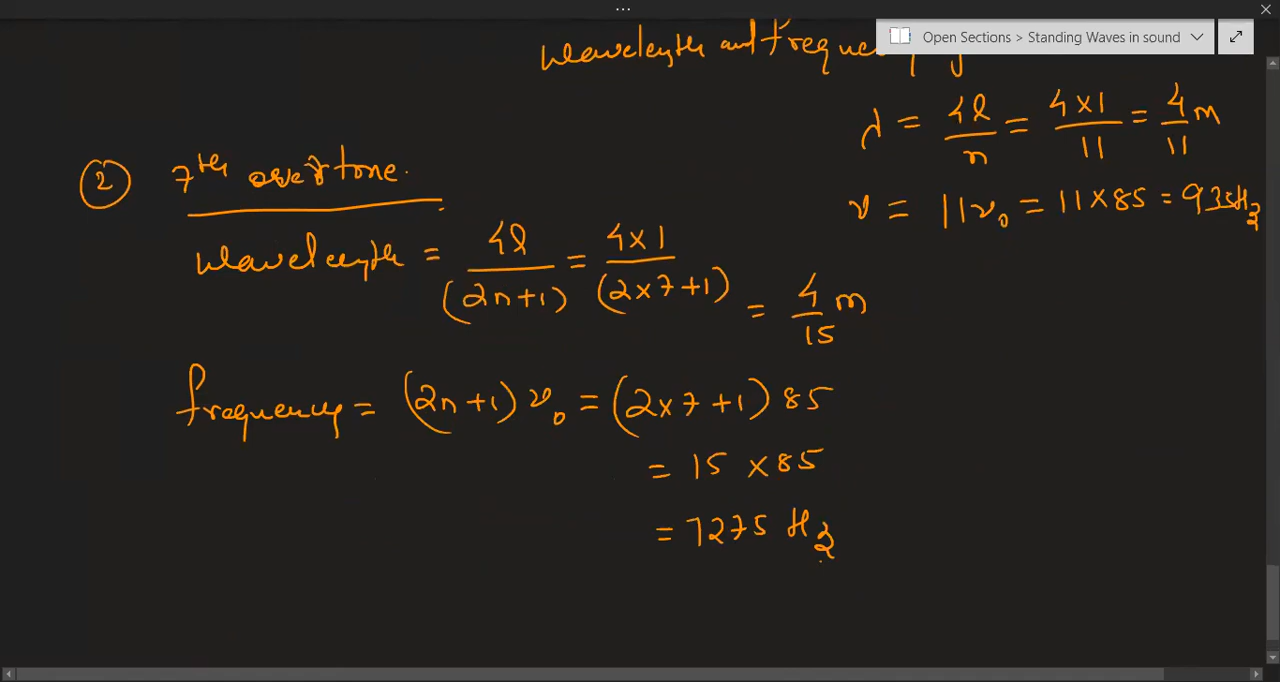 ...
Open Sections > Standing Waves in sound
wavelength and frequency
λ = 4l/n = 4×1/11 = 4/11 m
ν = 11ν₀ = 11×85 = 935Hz
② 7th overtone.
wavelength = 4l/(2n+1) = 4×1/(2×7+1) = 4/15 m
frequency = (2n+1) ν₀ = (2×7+1) 85
= 15 × 85
= 1275 Hz